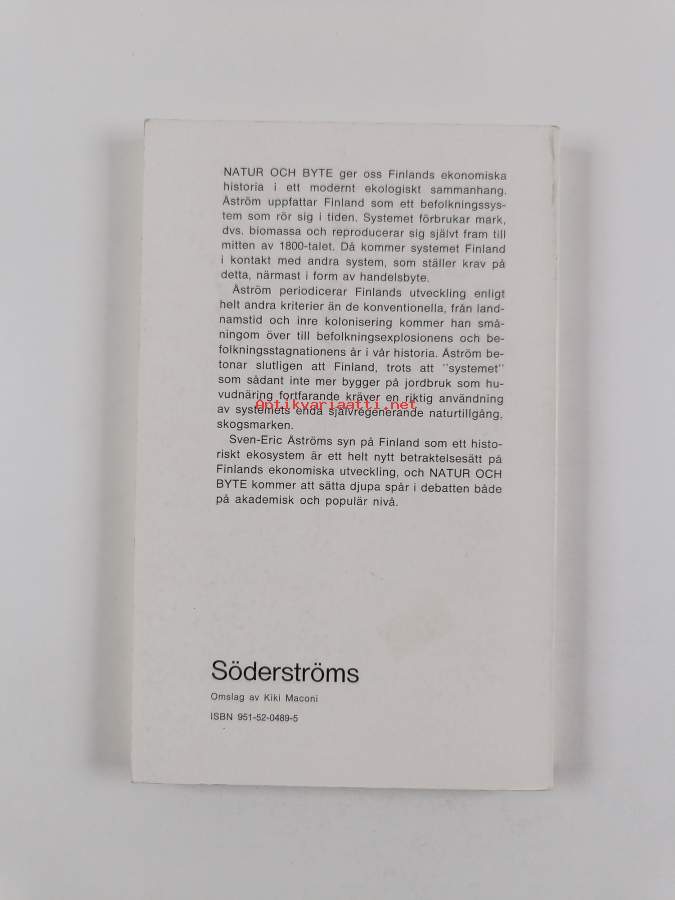 NATUR OCH BYTE ger oss Finlands ekonomiska
historia i ett modernt ekologiskt sammanhang.
Åström uppfattar Finland som ett befolkningssys-
tem som rör sig i tiden. Systemet förbrukar mark,
dvs. biomassa och reproducerar sig självt fram till
mitten av 1800-talet. Då kommer systemet Finland
i kontakt med andra system, som ställer krav på
detta, närmast i form av handelsbyte.
Åström periodicerar Finlands utveckling enligt
helt andra kriterier än de konventionella, från land-
namstid och inre kolonisering kommer han små-
ningom över till befolkningsexplosionens och be-
folkningsstagnationens år i vår historia. Åström be-
tonar slutligen att Finland, trots att "systemet"
som sådant inte mer bygger på jordbruk som hu-
vudnäring fortfarande kräver en riktig användning
Antikvariaatti.net
av systemets enda självregenerande naturtillgång,
skogsmarken.
Sven-Eric Åströms syn på Finland som ett histo-
riskt ekosystem är ett helt nytt betraktelsesätt på
Finlands ekonomiska utveckling, och NATUR OCH
BYTE kommer att sätta djupa spår i debatten både
på akademisk och populär nivå.
Söderströms
Omslag av Kiki Maconi
ISBN 951-52-0489-5